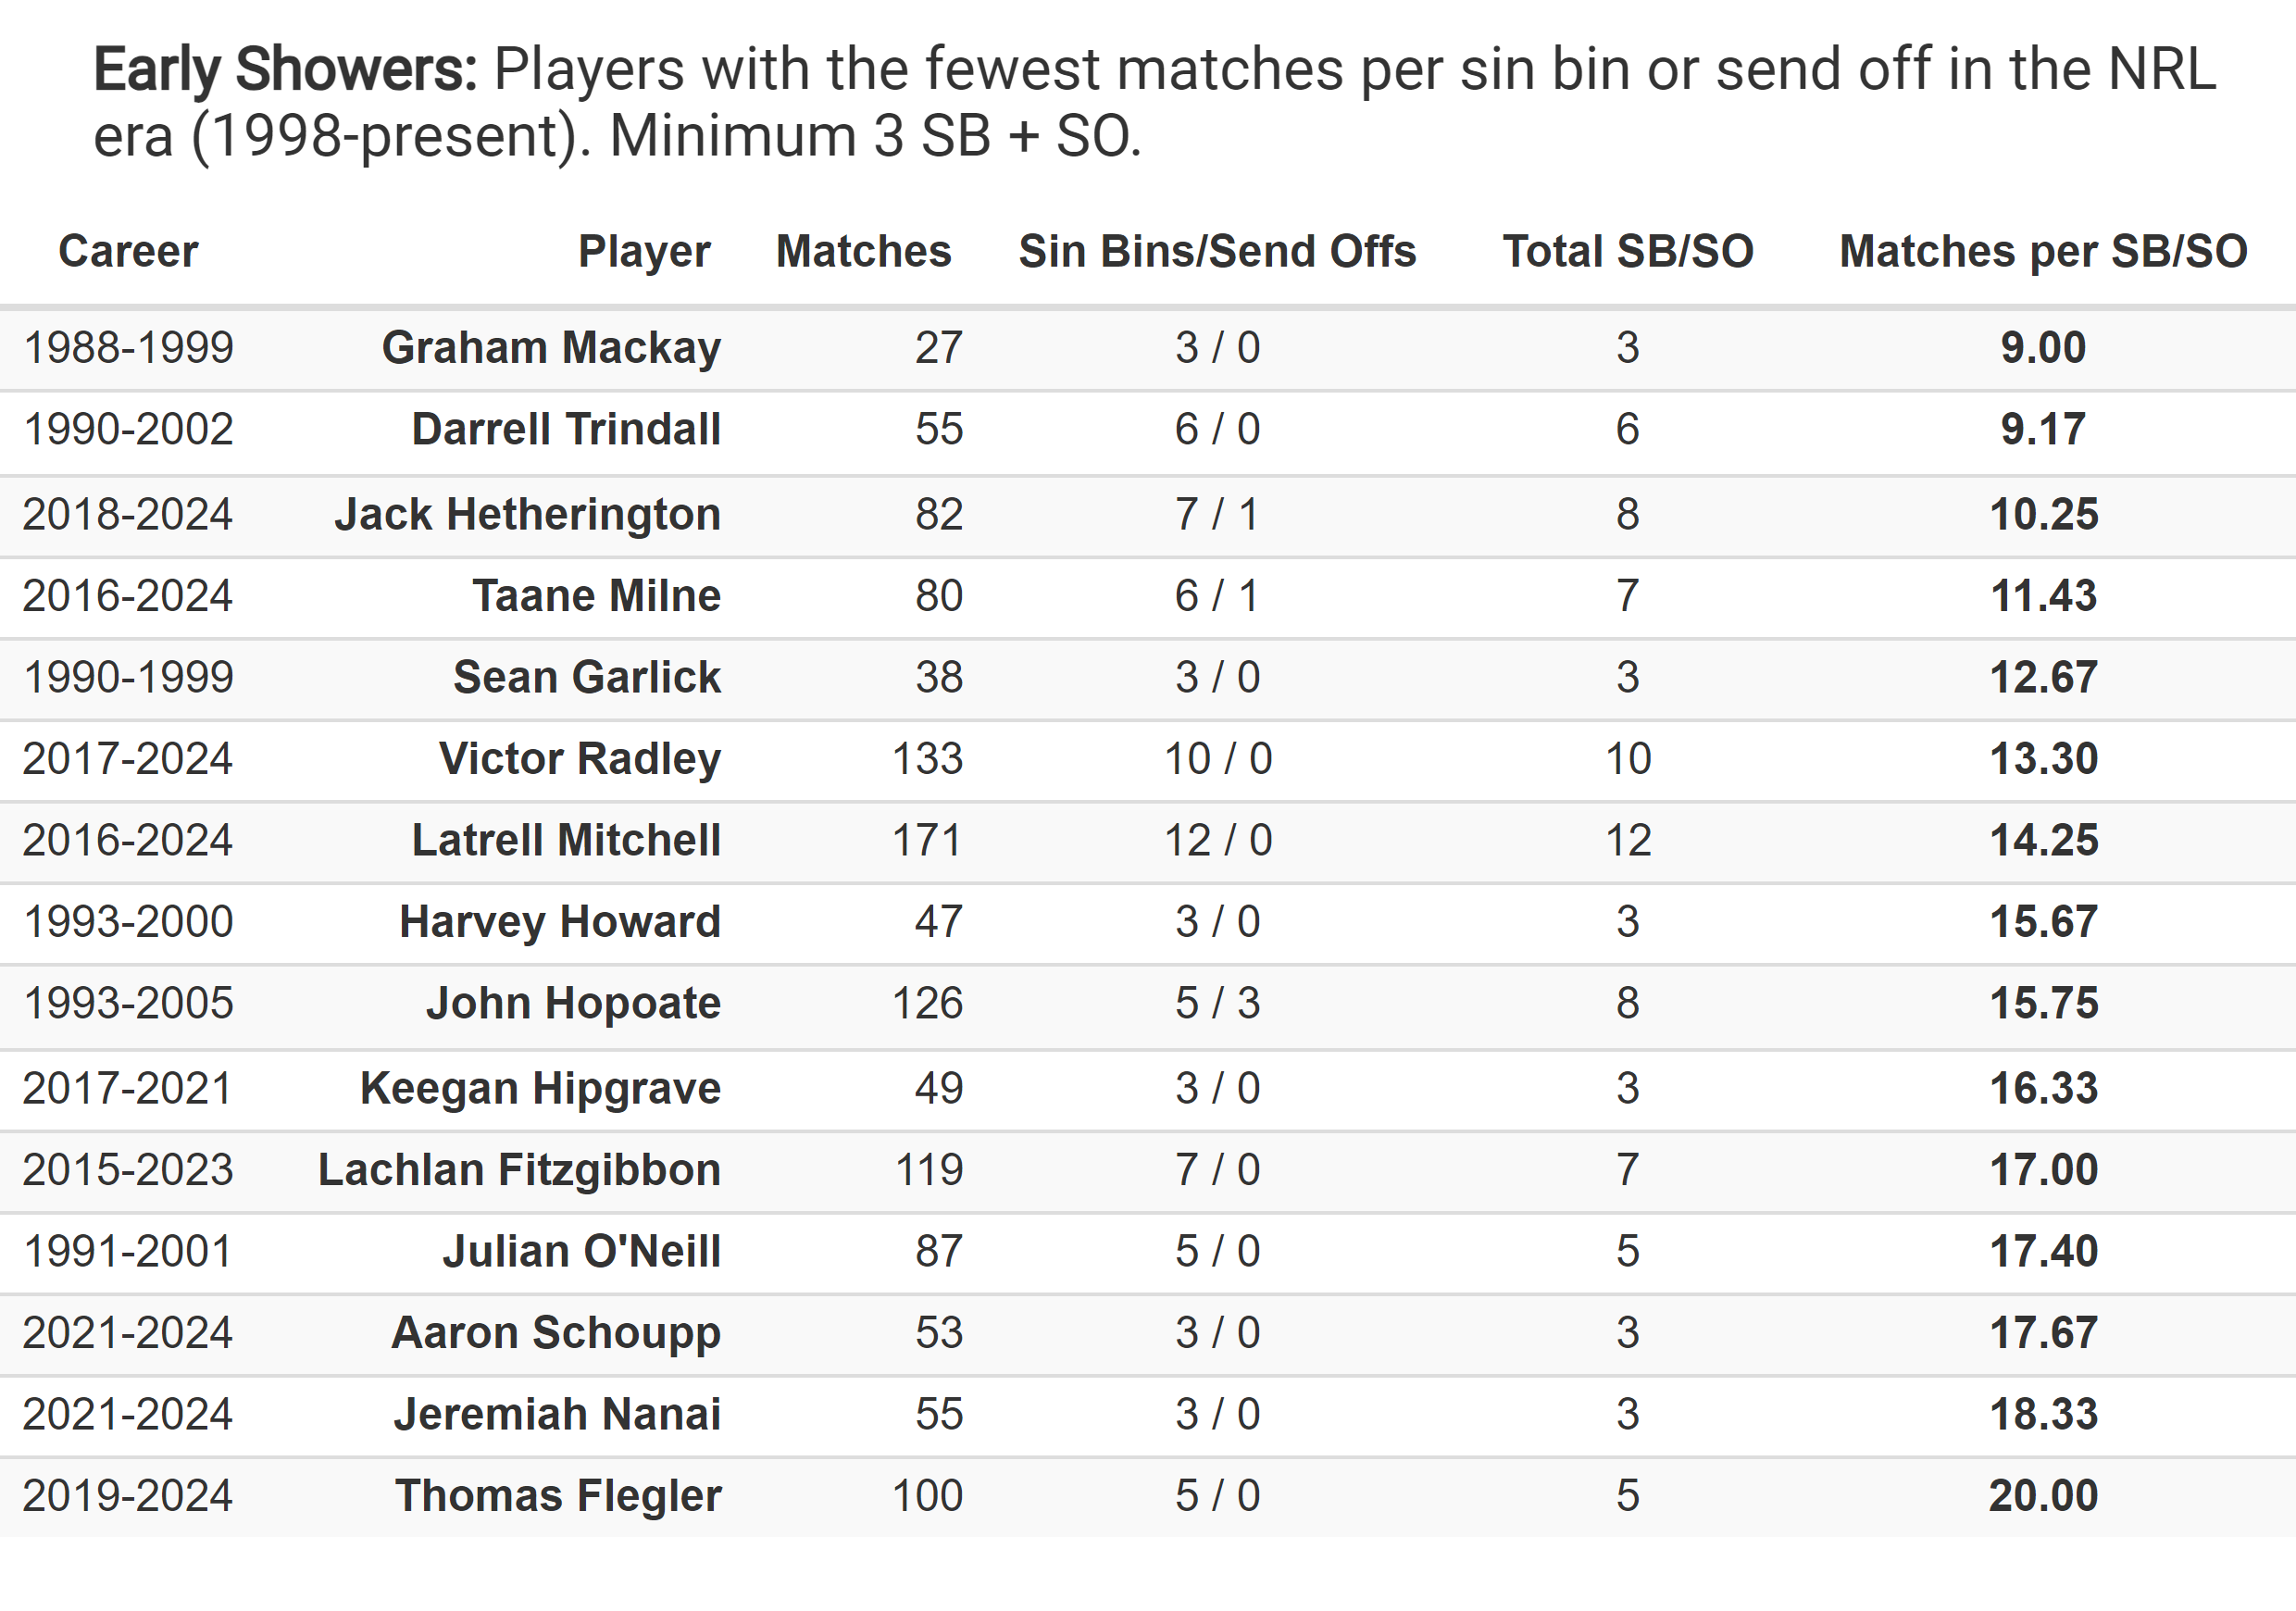 Early Showers: Players with the fewest matches per sin bin or send off in the NRL
era (1998-present). Minimum 3 SB + SO.
Career Player Matches Sin Bins/Send Offs Total SB/SO Matches per SB/SO
1988-1999 Graham Mackay 27 3 / 0 3 9.00
1990-2002 Darrell Trindall 55 6 / 0 6 9.17
2018-2024 Jack Hetherington 82 7 / 1 8 10.25
2016-2024 Taane Milne 80 6 / 1 7 11.43
1990-1999 Sean Garlick 38 3 / 0 3 12.67
2017-2024 Victor Radley 133 10 / 0 10 13.30
2016-2024 Latrell Mitchell 171 12 / 0 12 14.25
1993-2000 Harvey Howard 47 3 / 0 3 15.67
1993-2005 John Hopoate 126 5 / 3 8 15.75
2017-2021 Keegan Hipgrave 49 3 / 0 3 16.33
2015-2023 Lachlan Fitzgibbon 119 7 / 0 7 17.00
1991-2001 Julian O'Neill 87 5 / 0 5 17.40
2021-2024 Aaron Schoupp 53 3 / 0 3 17.67
2021-2024 Jeremiah Nanai 55 3 / 0 3 18.33
2019-2024 Thomas Flegler 100 5 / 0 5 20.00